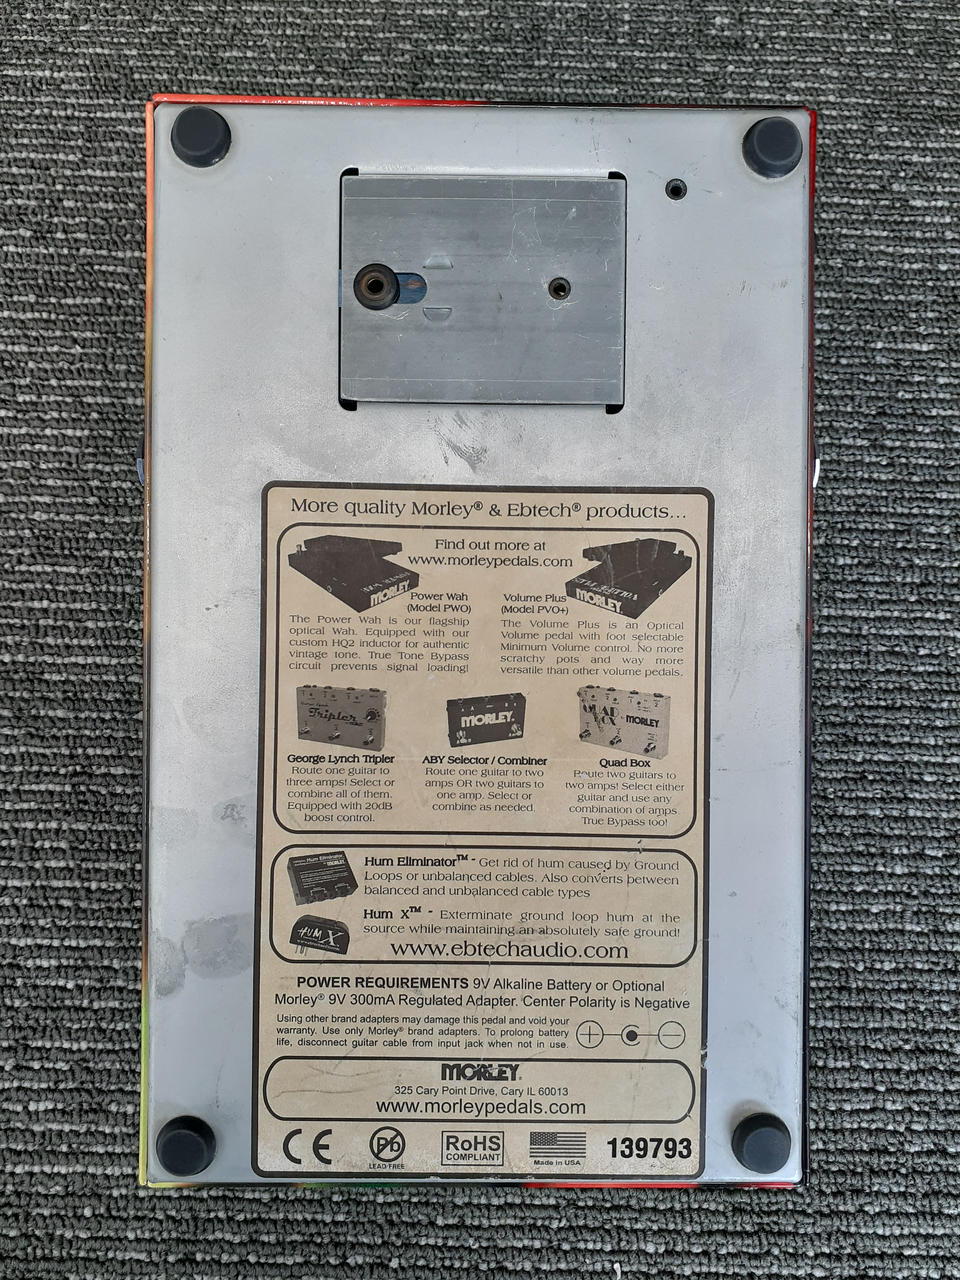 More quality Morley® & Ebtech® products...
Find out more at
www.morleypedals.com
MORLEY
MORLEY
Power Wah
(Model PWO)
The Power Wah is our flagship
optical Wah. Equipped with our
custom HQ2 inductor for authentic
vintage tone. True Tone Bypass
circuit prevents signal loading!
Volume Plus
(Model PVO+)
The Volume Plus is an Optical
Volume pedal with foot selectable
Minimum Volume control. No more
scratchy pots and way more
versatile than other volume pedals.
Tripler
MORLEY
QUAD BOX
MORLEY
George Lynch Tripler
Route one guitar to
three amps! Select or
combine all of them.
Equipped with 20dB
boost control.
ABY Selector / Combiner
Route one guitar to two
amps OR two guitars to
one amp. Select or
combine as needed.
Quad Box
Route two guitars to
two amps! Select either
guitar and use any
combination of amps
True Bypass too!
Hum Eliminator
MORLEY
Hum Eliminator™ - Get rid of hum caused by Ground
Loops or unbalanced cables. Also converts between
balanced and unbalanced cable types
HUM X
Hum X™ - Exterminate ground loop hum at the
source while maintaining an absolutely safe ground!
www.ebtechaudio.com
POWER REQUIREMENTS 9V Alkaline Battery or Optional
Morley® 9V 300mA Regulated Adapter. Center Polarity is Negative
Using other brand adapters may damage this pedal and void your
warranty. Use only Morley® brand adapters. To prolong battery
life, disconnect guitar cable from input jack when not in use.
MORLEY®
325 Cary Point Drive, Cary IL 60013
www.morleypedals.com
CE
Pb
LEAD FREE
RoHS
COMPLIANT
Made in USA
139793